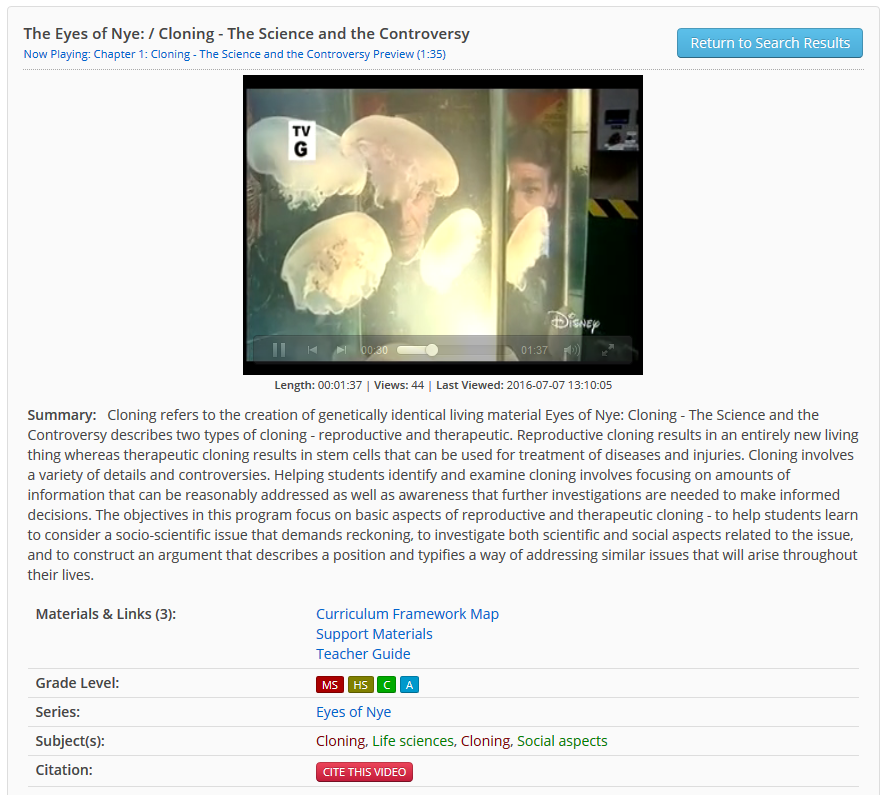 The Eyes of Nye: / Cloning - The Science and the Controversy
Now Playing: Chapter 1: Cloning - The Science and the Controversy Preview (1:35)
Return to Search Results
TV
G
Disney
00:30
01:37
Length: 00:01:37 | Views: 44 | Last Viewed: 2016-07-07 13:10:05
Summary: Cloning refers to the creation of genetically identical living material Eyes of Nye: Cloning - The Science and the
Controversy describes two types of cloning - reproductive and therapeutic. Reproductive cloning results in an entirely new living
thing whereas therapeutic cloning results in stem cells that can be used for treatment of diseases and injuries. Cloning involves
a variety of details and controversies. Helping students identify and examine cloning involves focusing on amounts of
information that can be reasonably addressed as well as awareness that further investigations are needed to make informed
decisions. The objectives in this program focus on basic aspects of reproductive and therapeutic cloning - to help students learn
to consider a socio-scientific issue that demands reckoning, to investigate both scientific and social aspects related to the issue,
and to construct an argument that describes a position and typifies a way of addressing similar issues that will arise throughout
their lives.
Materials & Links (3):
Curriculum Framework Map
Support Materials
Teacher Guide
Grade Level:
MS HS C A
Series:
Eyes of Nye
Subject(s):
Cloning, Life sciences, Cloning, Social aspects
Citation:
CITE THIS VIDEO